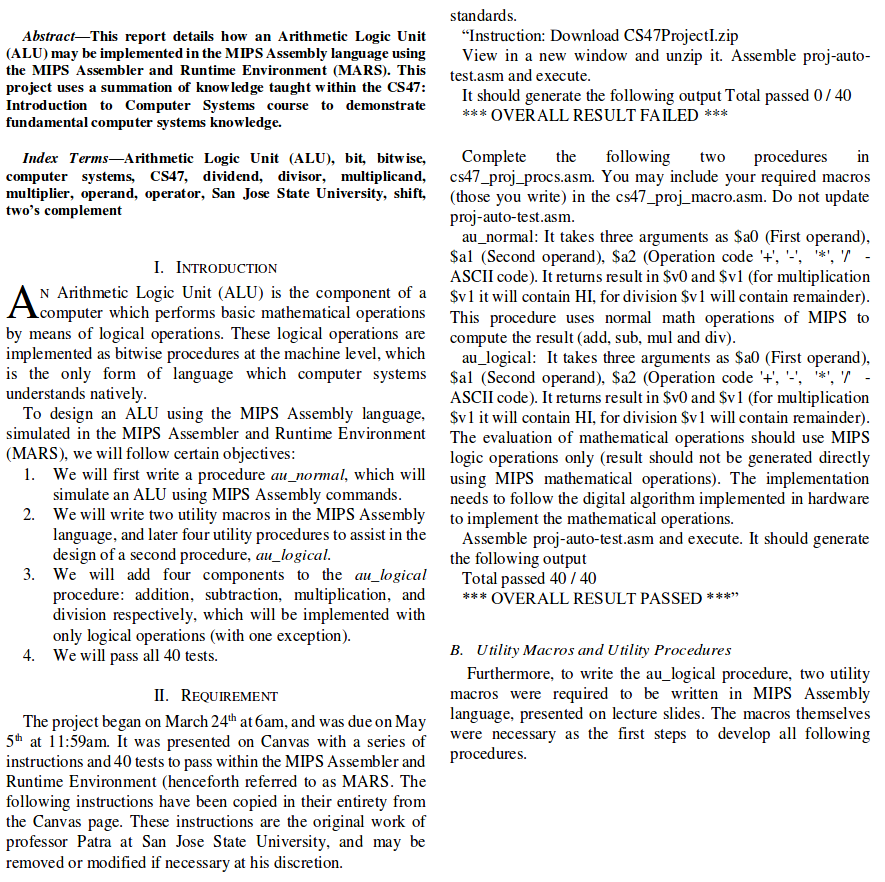 Abstract—This report details how an Arithmetic Logic Unit
(ALU) may be implemented in the MIPS Assembly language using
the MIPS Assembler and Runtime Environment (MARS). This
project uses a summation of knowledge taught within the CS47:
Introduction to Computer Systems course to demonstrate
fundamental computer systems knowledge.
Index Terms—Arithmetic Logic Unit (ALU), bit, bitwise,
computer systems, CS47, dividend, divisor, multiplicand,
multiplier, operand, operator, San Jose State University, shift,
two's complement
I. INTRODUCTION
AN Arithmetic Logic Unit (ALU) is the component of a
computer which performs basic mathematical operations
by means of logical operations. These logical operations are
implemented as bitwise procedures at the machine level, which
is the only form of language which computer systems
understands natively.
To design an ALU using the MIPS Assembly language,
simulated in the MIPS Assembler and Runtime Environment
(MARS), we will follow certain objectives:
1. We will first write a procedure au_normal, which will
simulate an ALU using MIPS Assembly commands.
2. We will write two utility macros in the MIPS Assembly
language, and later four utility procedures to assist in the
design of a second procedure, au_logical.
3. We will add four components to the au_logical
procedure: addition, subtraction, multiplication, and
division respectively, which will be implemented with
only logical operations (with one exception).
4. We will pass all 40 tests.
II. REQUIREMENT
The project began on March 24th at 6am, and was due on May
5th at 11:59am. It was presented on Canvas with a series of
instructions and 40 tests to pass within the MIPS Assembler and
Runtime Environment (henceforth referred to as MARS. The
following instructions have been copied in their entirety from
the Canvas page. These instructions are the original work of
professor Patra at San Jose State University, and may be
removed or modified if necessary at his discretion.
standards.
“Instruction: Download CS47ProjectI.zip
View in a new window and unzip it. Assemble proj-auto-
test.asm and execute.
It should generate the following output Total passed 0 / 40
*** OVERALL RESULT FAILED ***
Complete the following two procedures in
cs47_proj_procs.asm. You may include your required macros
(those you write) in the cs47_proj_macro.asm. Do not update
proj-auto-test.asm.
au_normal: It takes three arguments as $a0 (First operand),
$a1 (Second operand), $a2 (Operation code '+', '-', '*', '/' -
ASCII code). It returns result in $v0 and $v1 (for multiplication
$v1 it will contain HI, for division $v1 will contain remainder).
This procedure uses normal math operations of MIPS to
compute the result (add, sub, mul and div).
au_logical: It takes three arguments as $a0 (First operand),
$a1 (Second operand), $a2 (Operation code '+', '-', '*', '/' -
ASCII code). It returns result in $v0 and $v1 (for multiplication
$v1 it will contain HI, for division $v1 will contain remainder).
The evaluation of mathematical operations should use MIPS
logic operations only (result should not be generated directly
using MIPS mathematical operations). The implementation
needs to follow the digital algorithm implemented in hardware
to implement the mathematical operations.
Assemble proj-auto-test.asm and execute. It should generate
the following output
Total passed 40 / 40
*** OVERALL RESULT PASSED ***”
B. Utility Macros and Utility Procedures
Furthermore, to write the au_logical procedure, two utility
macros were required to be written in MIPS Assembly
language, presented on lecture slides. The macros themselves
were necessary as the first steps to develop all following
procedures.